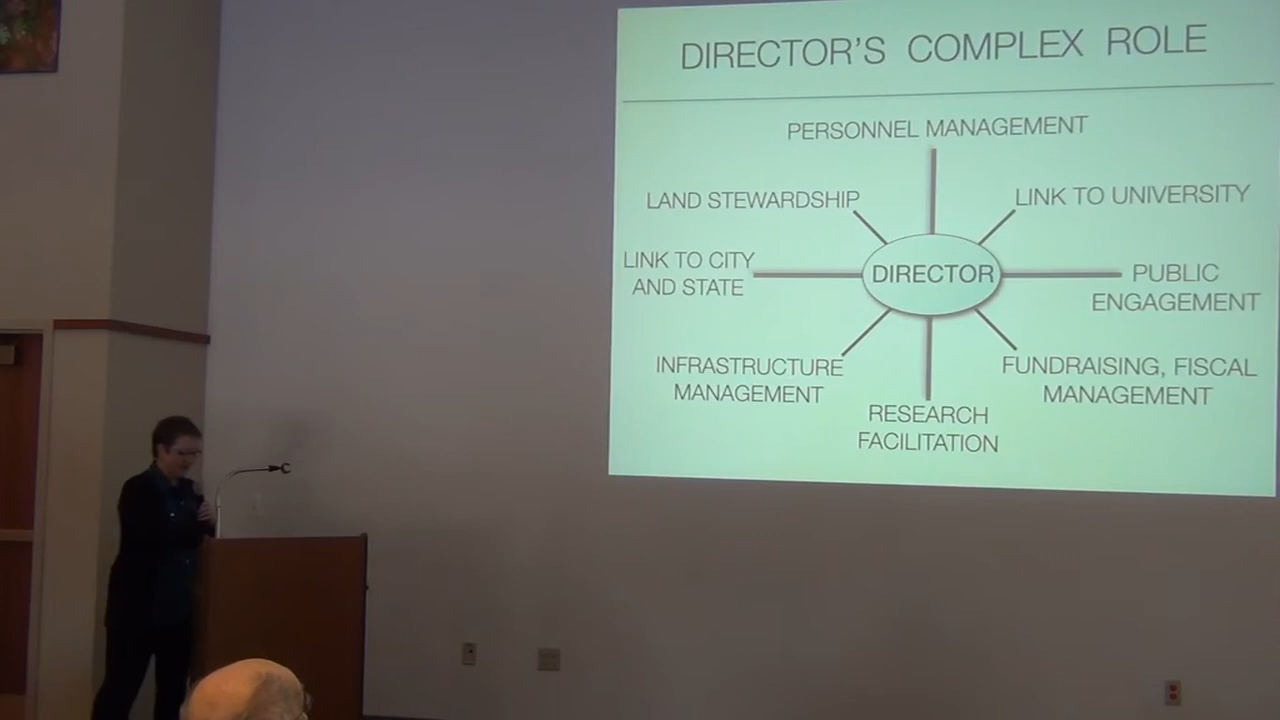 DIRECTOR'S COMPLEX ROLE
PERSONNEL MANAGEMENT
LAND STEWARDSHIP
LINK TO UNIVERSITY
LINK TO CITY
AND STATE
DIRECTOR
PUBLIC
ENGAGEMENT
INFRASTRUCTURE
MANAGEMENT
FUNDRAISING, FISCAL
MANAGEMENT
RESEARCH
FACILITATION